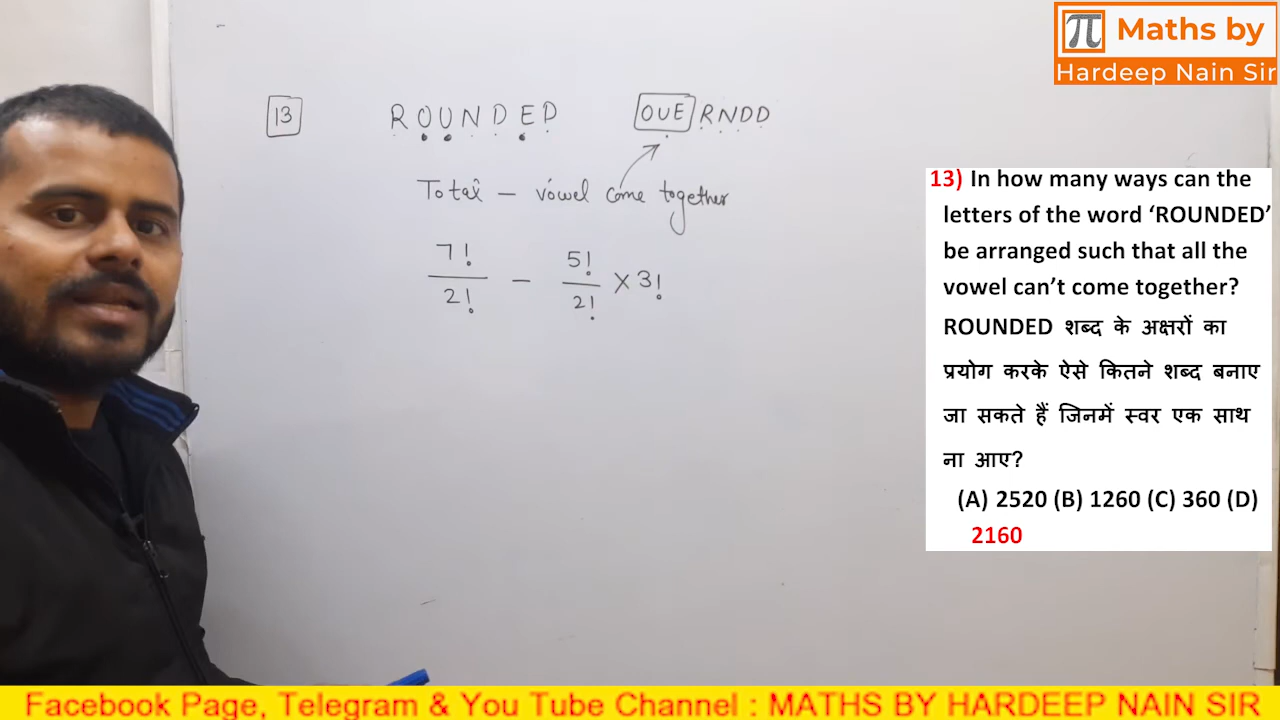 π Maths by
Hardeep Nain Sir
13 ROUNDED OUE RNDD
Total – vowel come together
7!/2! – 5!/2! × 3!
13) In how many ways can the
letters of the word ‘ROUNDED’
be arranged such that all the
vowel can’t come together?
ROUNDED शब्द के अक्षरों का
प्रयोग करके ऐसे कितने शब्द बनाए
जा सकते हैं जिनमें स्वर एक साथ
ना आए?
(A) 2520 (B) 1260 (C) 360 (D)
2160
Facebook Page, Telegram & You Tube Channel : MATHS BY HARDEEP NAIN SIR